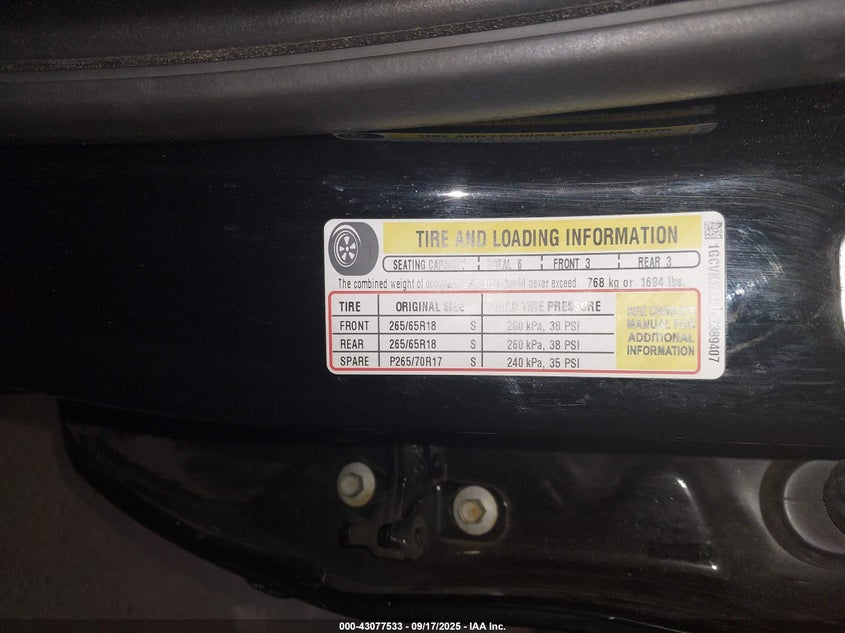 TIRE AND LOADING INFORMATION
SEATING CAPACITY TOTAL 6 FRONT 3 REAR 3
The combined weight of should never exceed 768 kg or 1694 lbs.
TIRE ORIGINAL SIZE COLD TIRE PRESSURE
FRONT 265/65R18 S 260 kPa, 38 PSI
REAR 265/65R18 S 260 kPa, 38 PSI
SPARE P265/70R17 S 240 kPa, 35 PSI
SEE OWNER'S
MANUAL FOR
ADDITIONAL
INFORMATION
000-43077533 - 09/17/2025 - IAA Inc.